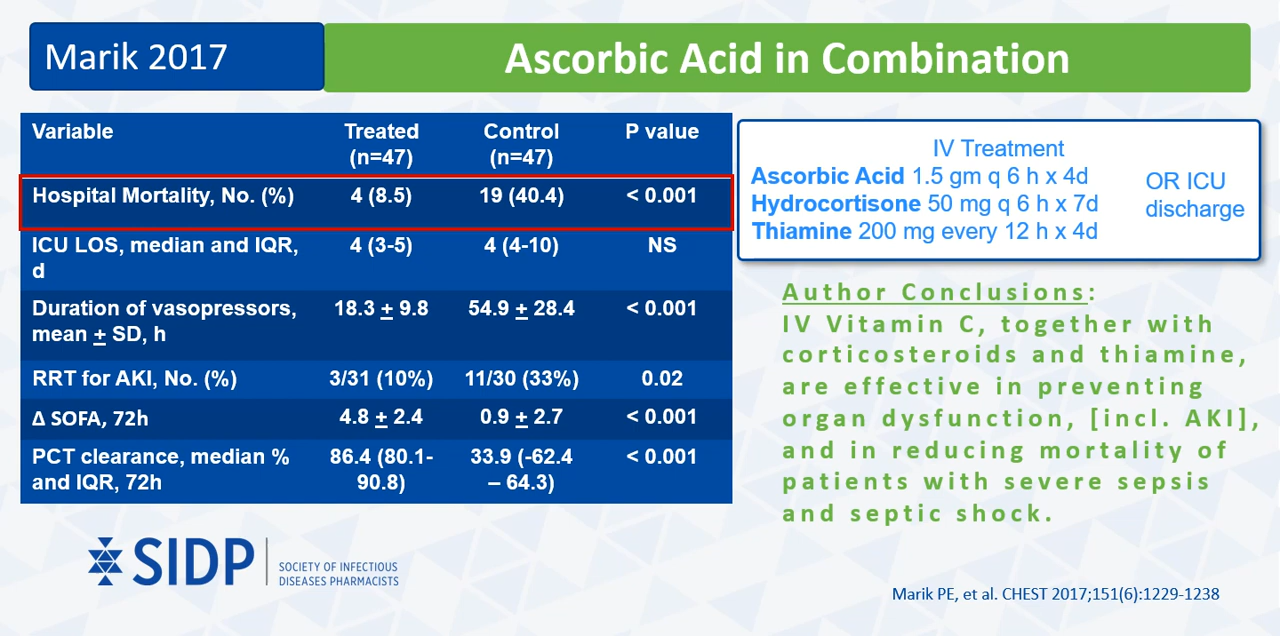 Marik 2017
Ascorbic Acid in Combination
Variable Treated (n=47) Control (n=47) P value
Hospital Mortality, No. (%) 4 (8.5) 19 (40.4) < 0.001
ICU LOS, median and IQR, d 4 (3-5) 4 (4-10) NS
Duration of vasopressors, mean ± SD, h 18.3 ± 9.8 54.9 ± 28.4 < 0.001
RRT for AKI, No. (%) 3/31 (10%) 11/30 (33%) 0.02
Δ SOFA, 72h 4.8 ± 2.4 0.9 ± 2.7 < 0.001
PCT clearance, median % and IQR, 72h 86.4 (80.1-90.8) 33.9 (-62.4 – 64.3) < 0.001
IV Treatment
Ascorbic Acid 1.5 gm q 6 h x 4d
Hydrocortisone 50 mg q 6 h x 7d
Thiamine 200 mg every 12 h x 4d
OR ICU
discharge
Author Conclusions:
IV Vitamin C, together with
corticosteroids and thiamine,
are effective in preventing
organ dysfunction, [incl. AKI],
and in reducing mortality of
patients with severe sepsis
and septic shock.
SIDP
SOCIETY OF INFECTIOUS
DISEASES PHARMACISTS
Marik PE, et al. CHEST 2017;151(6):1229-1238